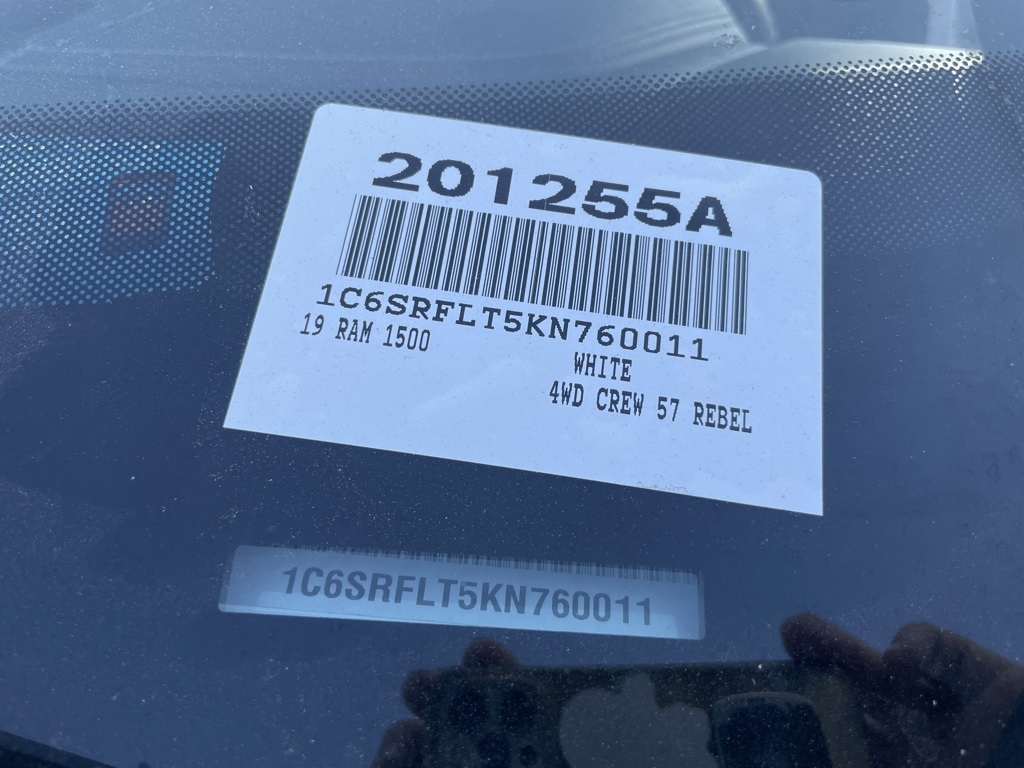 201255A
1C6SRFLT5KN760011
19 RAM 1500
WHITE
4WD CREW 57 REBEL
1C6SRFLT5KN760011